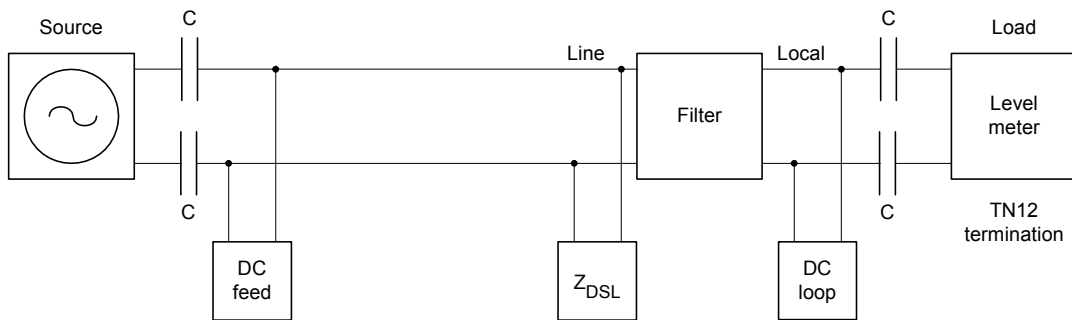 Source
C
C
Load
Line
Local
Filter
Level
meter
C
C
TN12
termination
DC
feed
Z_DSL
DC
loop